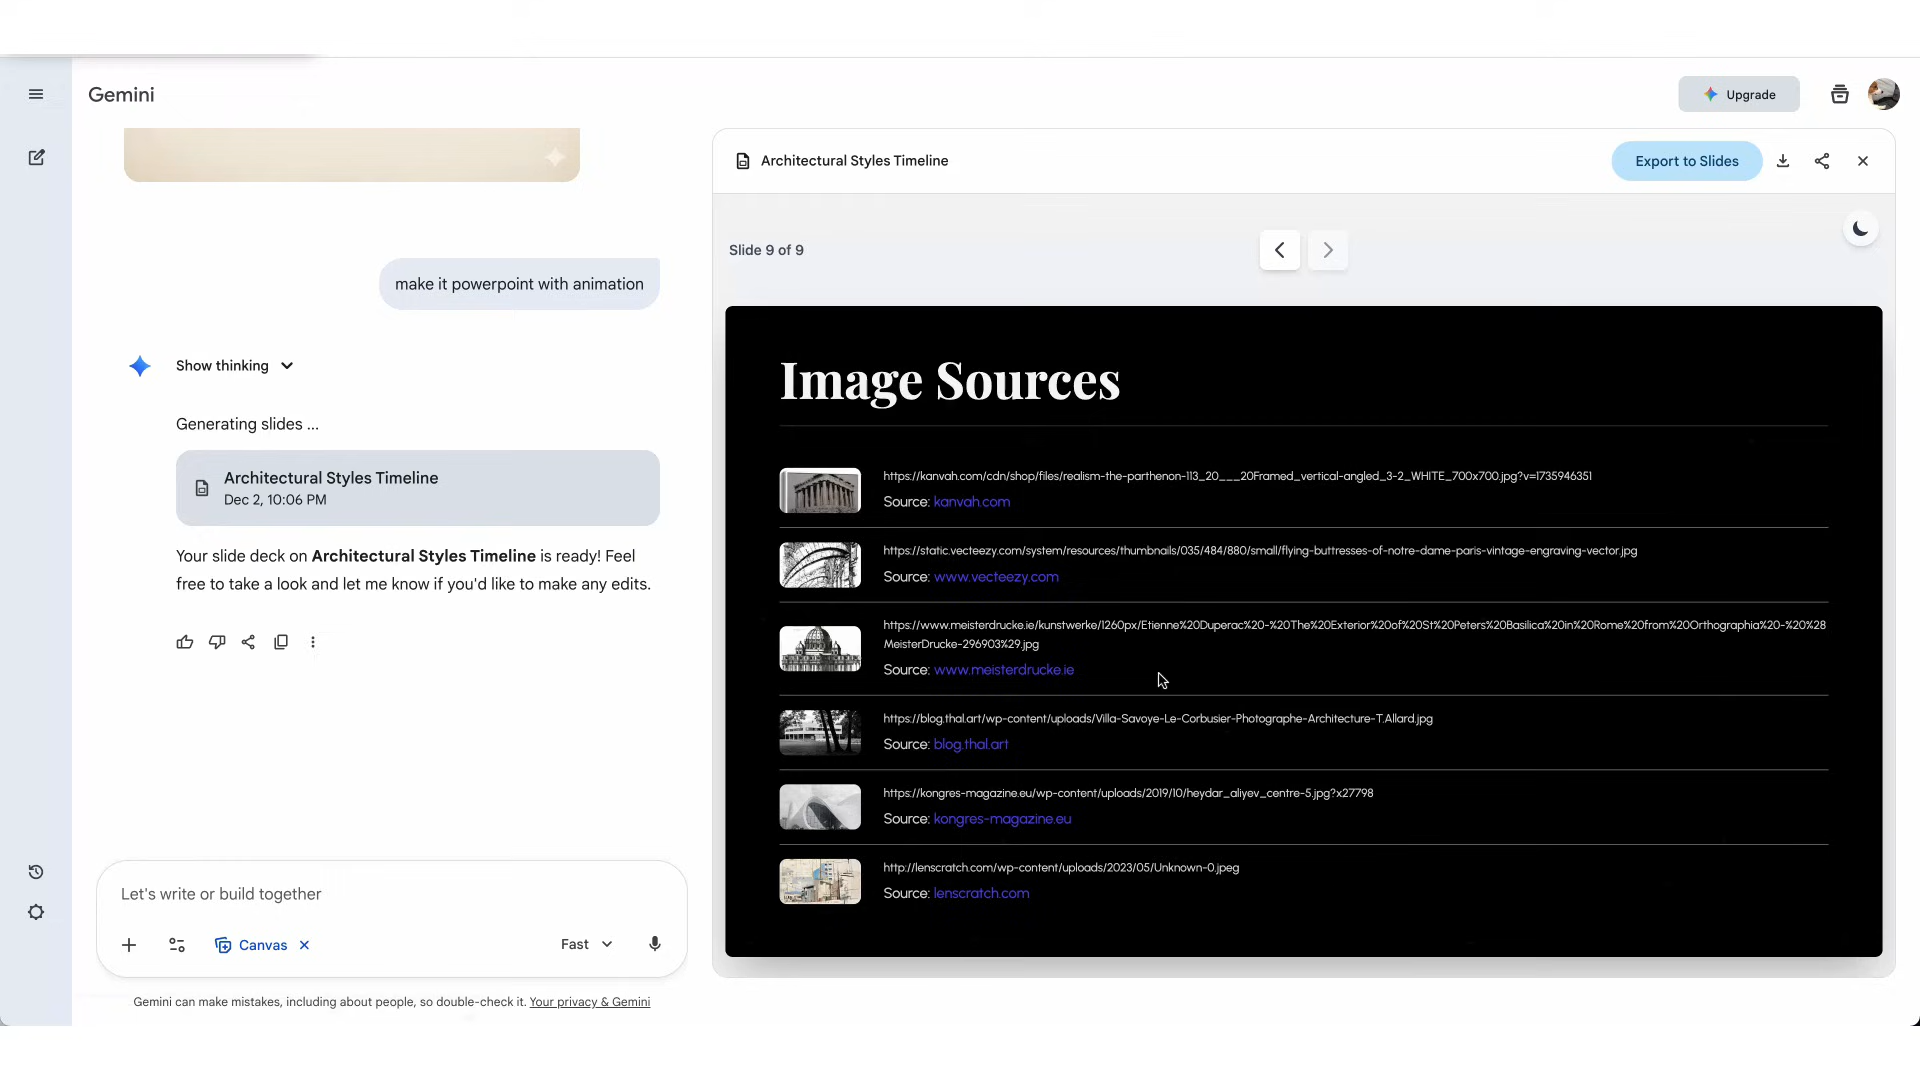 Gemini
Upgrade
make it powerpoint with animation
Show thinking
Generating slides ...
Architectural Styles Timeline
Dec 2, 10:06 PM
Your slide deck on Architectural Styles Timeline is ready! Feel
free to take a look and let me know if you'd like to make any edits.
Let's write or build together
Canvas
Fast
Gemini can make mistakes, including about people, so double-check it. Your privacy & Gemini
Architectural Styles Timeline
Export to Slides
Slide 9 of 9
Image Sources
https://kanvah.com/cdn/shop/files/realism-the-parthenon-113_20___20Framed_vertical-angled_3-2_WHITE_700x700.jpg?v=1735946351
Source: kanvah.com
https://static.vecteezy.com/system/resources/thumbnails/035/484/880/small/flying-buttresses-of-notre-dame-paris-vintage-engraving-vector.jpg
Source: www.vecteezy.com
https://www.meisterdrucke.ie/kunstwerke/1260px/Etienne%20Duperac%20-%20The%20Exterior%20of%20St%20Peters%20Basilica%20in%20Rome%20from%20Orthographia%20-%20%28
MeisterDrucke-296903%29.jpg
Source: www.meisterdrucke.ie
https://blog.thal.art/wp-content/uploads/Villa-Savoye-Le-Corbusier-Photographe-Architecture-T.Allard.jpg
Source: blog.thal.art
https://kongres-magazine.eu/wp-content/uploads/2019/10/heydar_aliyev_centre-5.jpg?x27798
Source: kongres-magazine.eu
http://lenscratch.com/wp-content/uploads/2023/05/Unknown-0.jpeg
Source: lenscratch.com